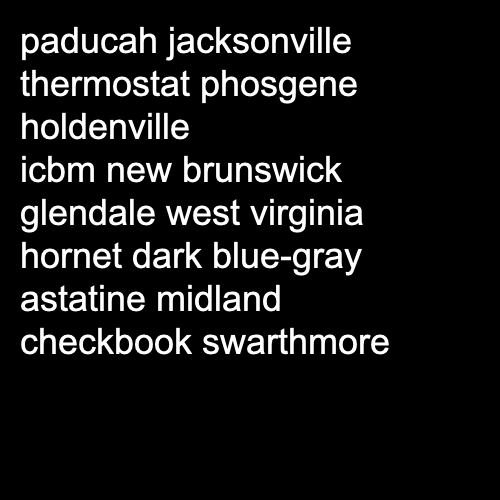 paducah jacksonville
thermostat phosgene
holdenville
icbm new brunswick
glendale west virginia
hornet dark blue-gray
astatine midland
checkbook swarthmore